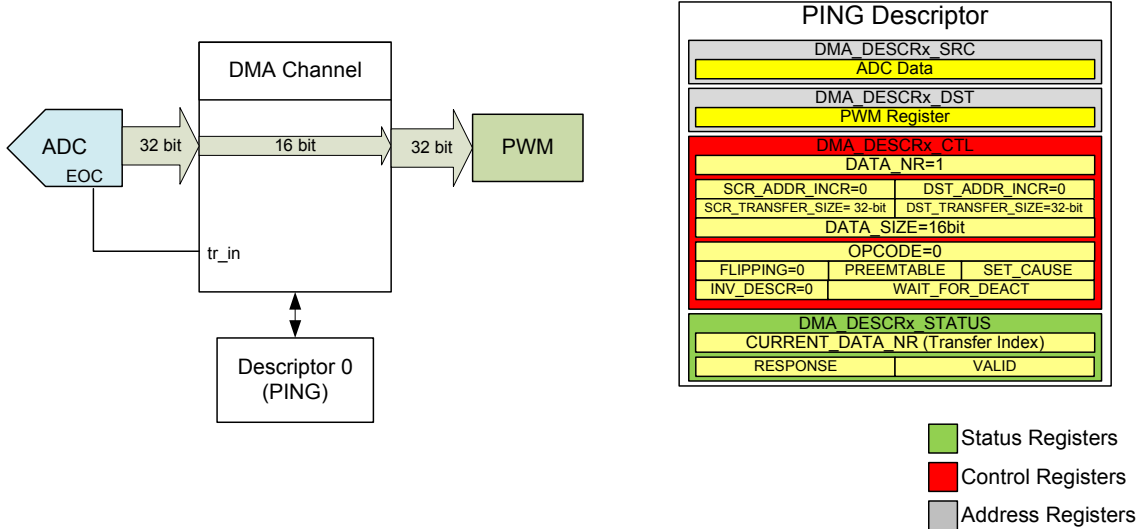 DMA Channel
ADC
EOC
32 bit
16 bit
32 bit
PWM
tr_in
Descriptor 0
(PING)
PING Descriptor
DMA_DESCRx_SRC
ADC Data
DMA_DESCRx_DST
PWM Register
DMA_DESCRx_CTL
DATA_NR=1
SCR_ADDR_INCR=0 DST_ADDR_INCR=0
SCR_TRANSFER_SIZE= 32-bit DST_TRANSFER_SIZE=32-bit
DATA_SIZE=16bit
OPCODE=0
FLIPPING=0 PREEMTABLE SET_CAUSE
INV_DESCR=0 WAIT_FOR_DEACT
DMA_DESCRx_STATUS
CURRENT_DATA_NR (Transfer Index)
RESPONSE VALID
Status Registers
Control Registers
Address Registers